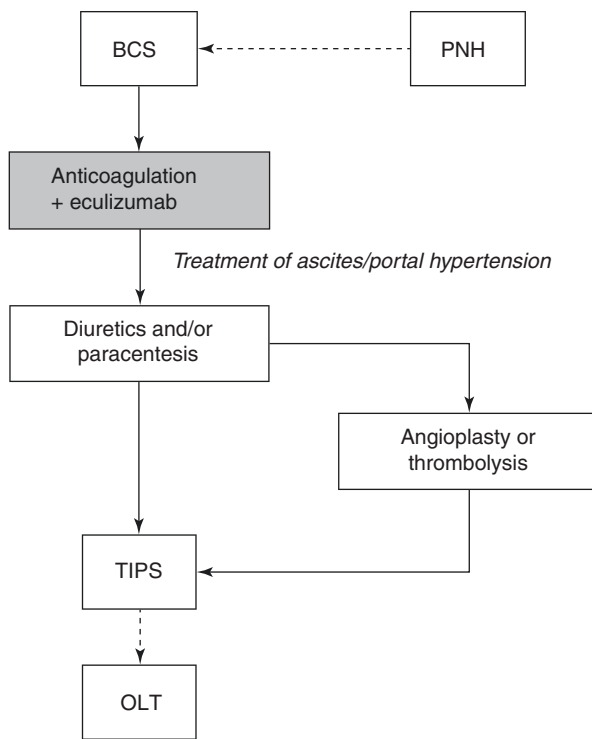 BCS
PNH
Anticoagulation
+ eculizumab
Treatment of ascites/portal hypertension
Diuretics and/or
paracentesis
Angioplasty or
thrombolysis
TIPS
OLT